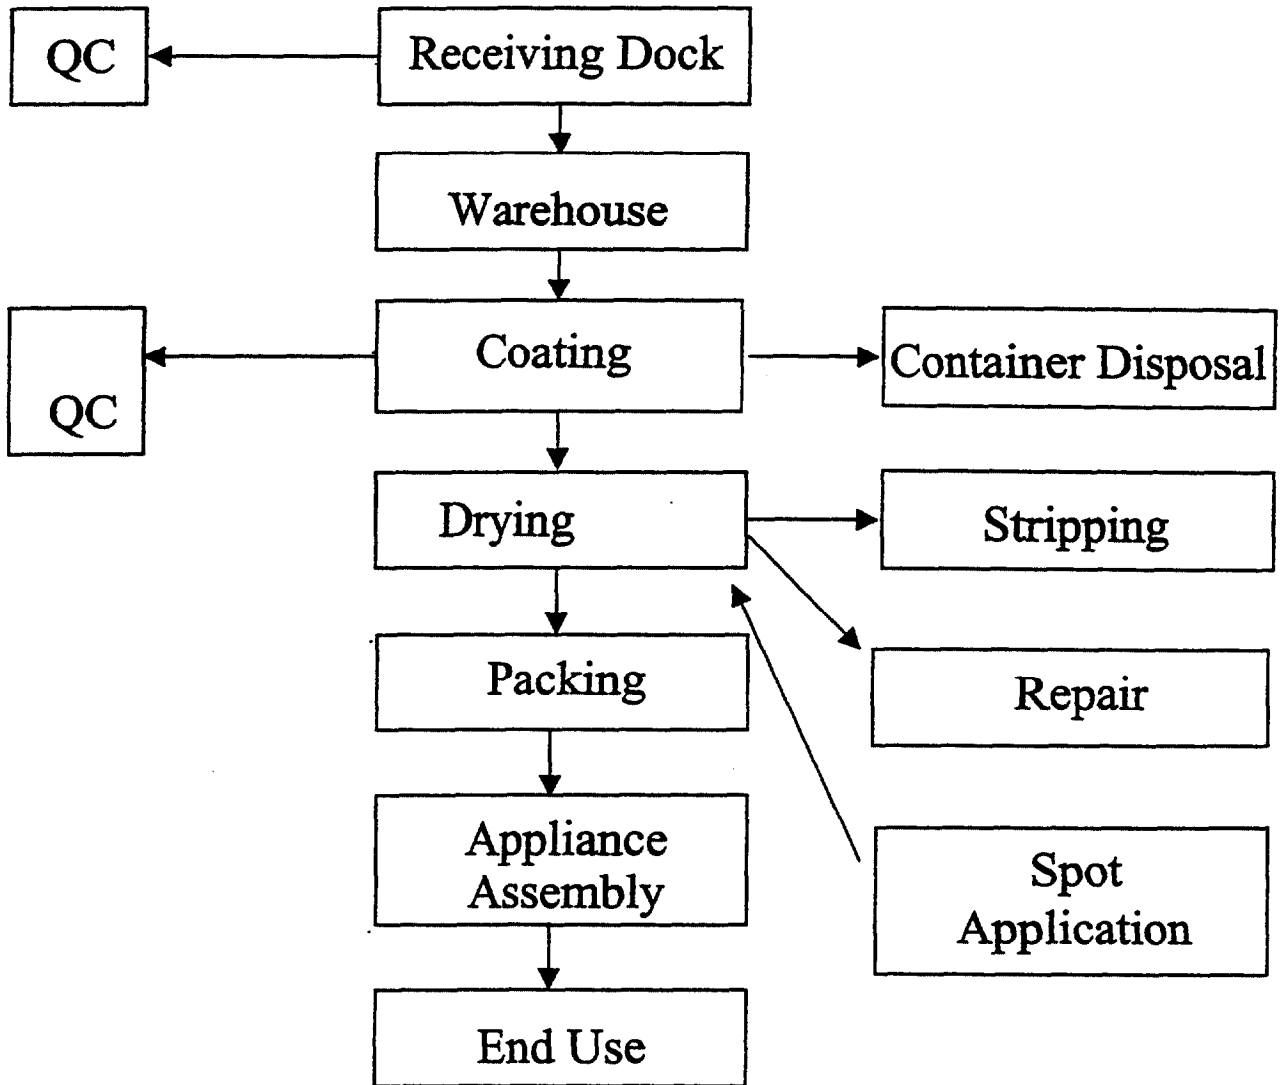 QC
Receiving Dock
Warehouse
Coating
Container Disposal
QC
Drying
Stripping
Packing
Repair
Appliance
Assembly
Spot
Application
End Use